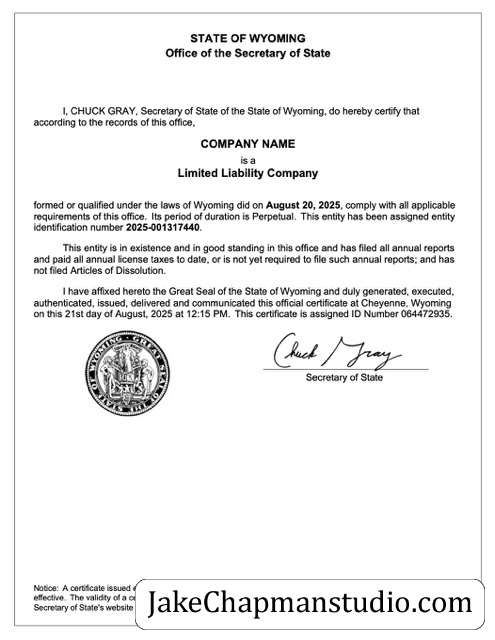 STATE OF WYOMING
Office of the Secretary of State
I, CHUCK GRAY, Secretary of State of the State of Wyoming, do hereby certify that
according to the records of this office,
COMPANY NAME
is a
Limited Liability Company
formed or qualified under the laws of Wyoming did on August 20, 2025, comply with all applicable
requirements of this office. Its period of duration is Perpetual. This entity has been assigned entity
identification number 2025-001317440.
This entity is in existence and in good standing in this office and has filed all annual reports
and paid all annual license taxes to date, or is not yet required to file such annual reports; and has
not filed Articles of Dissolution.
I have affixed hereto the Great Seal of the State of Wyoming and duly generated, executed,
authenticated, issued, delivered and communicated this official certificate at Cheyenne, Wyoming
on this 21st day of August, 2025 at 12:15 PM. This certificate is assigned ID Number 064472935.
GREAT SEAL OF THE STATE OF WYOMING
Chuck Gray
Secretary of State
Notice: A certificate issued
effective. The validity of a
Secretary of State's website
JakeChapmanstudio.com